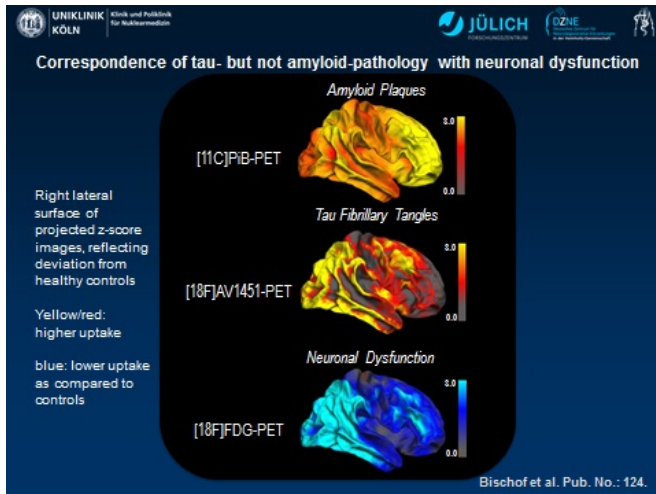 UNIKLINIK
KÖLN
Klinik und Poliklinik
für Nuklearmedizin
JÜLICH
FORSCHUNGSZENTRUM
DZNE
Correspondence of tau- but not amyloid-pathology with neuronal dysfunction
Amyloid Plaques
3.0
[11C]PiB-PET
0.0
Right lateral
surface of
projected z-score
images, reflecting
deviation from
healthy controls
Tau Fibrillary Tangles
3.0
[18F]AV1451-PET
0.0
Yellow/red:
higher uptake
blue: lower uptake
as compared to
controls
Neuronal Dysfunction
3.0
[18F]FDG-PET
0.0
Bischof et al. Pub. No.: 124.